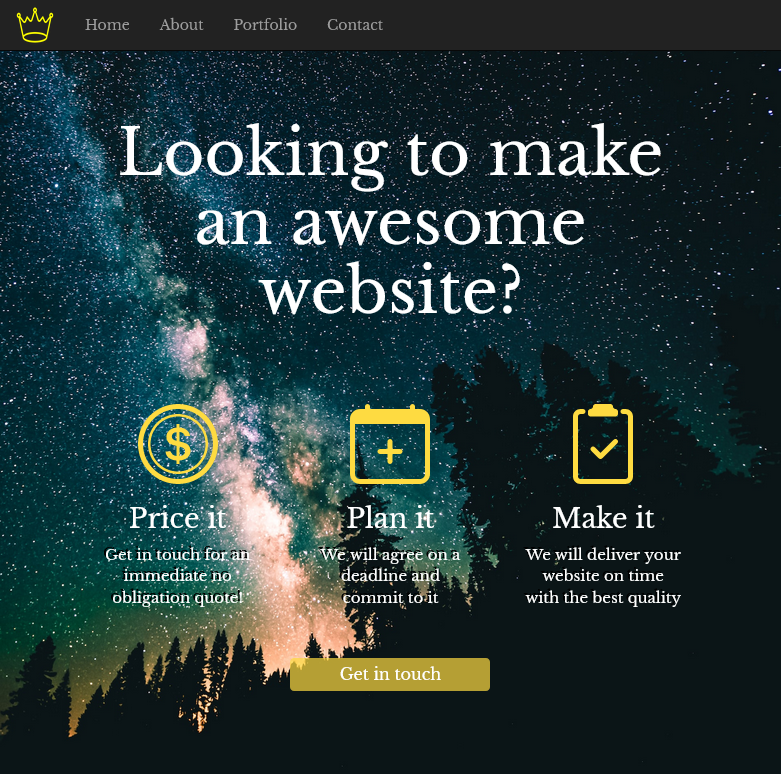 Home About Portfolio Contact
Looking to make
an awesome
website?
$
Price it
Get in touch for an
immediate no
obligation quote!
Plan it
We will agree on a
deadline and
commit to it
Make it
We will deliver your
website on time
with the best quality
Get in touch